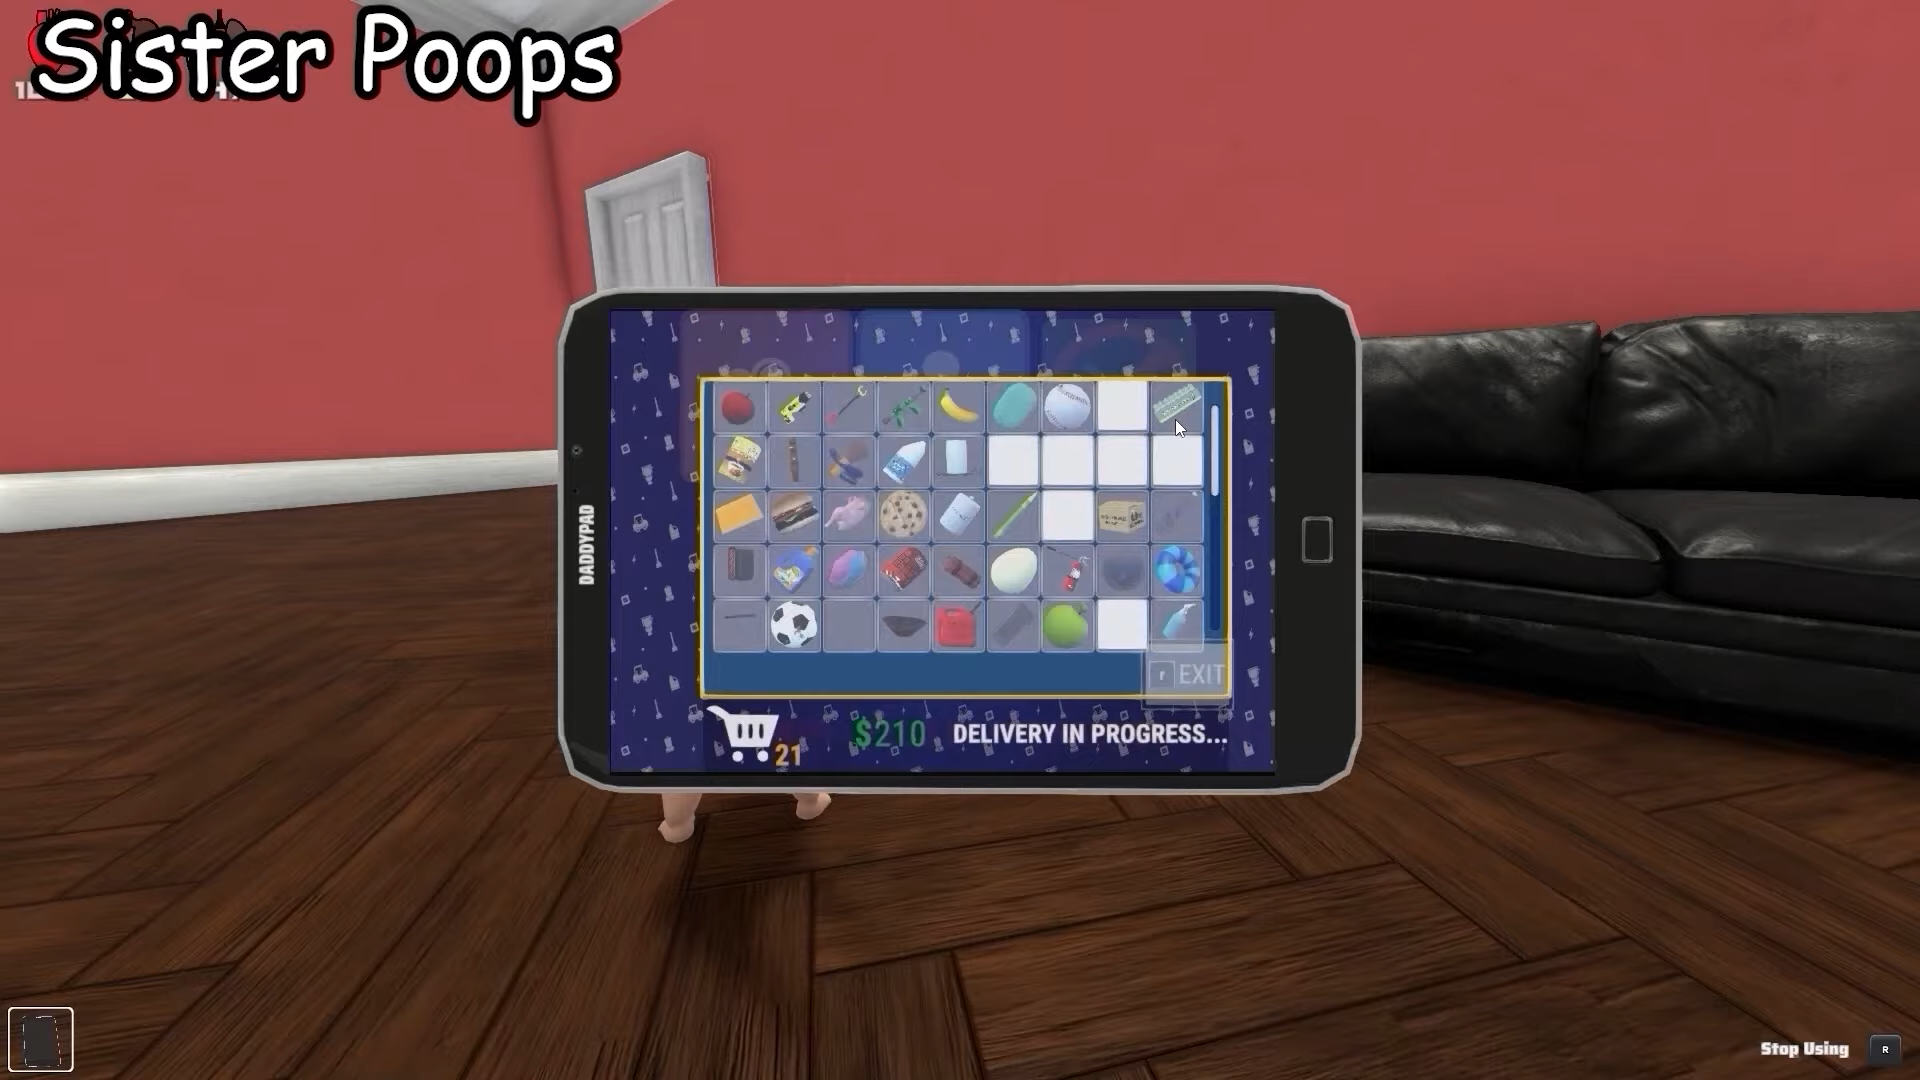 Sister Poops
DADDYPAD
r EXIT
21
$210
DELIVERY IN PROGRESS...
Stop Using
R